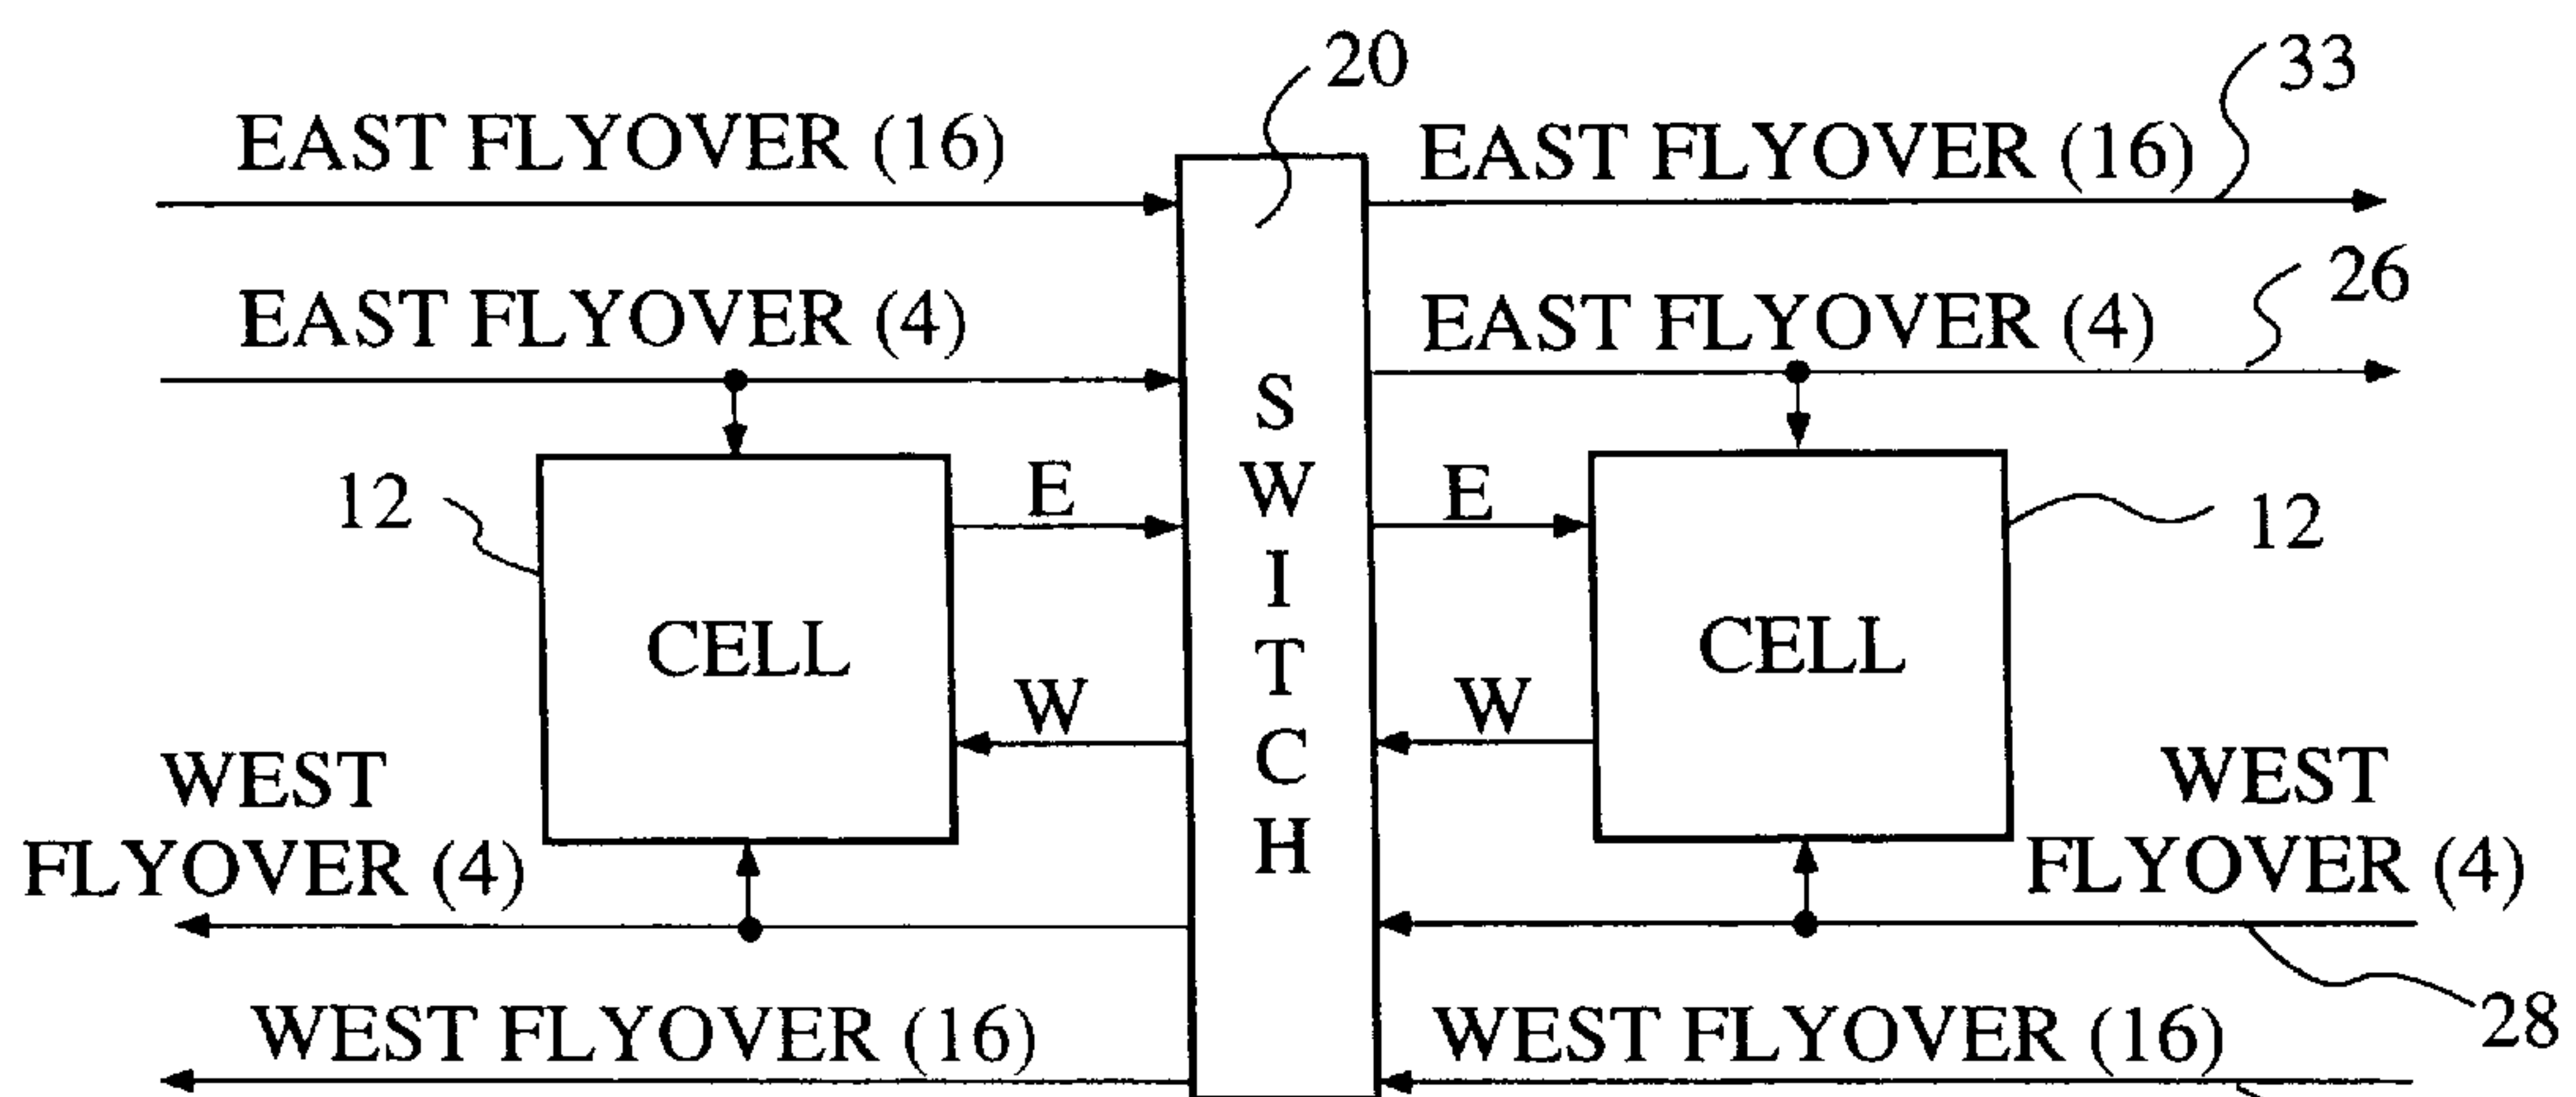 20
33
EAST FLYOVER (16)
EAST FLYOVER (16)
26
EAST FLYOVER (4)
EAST FLYOVER (4)
12
E
E
12
SWITCH
CELL
CELL
W
W
WEST
FLYOVER (4)
WEST
FLYOVER (4)
28
WEST FLYOVER (16)
WEST FLYOVER (16)